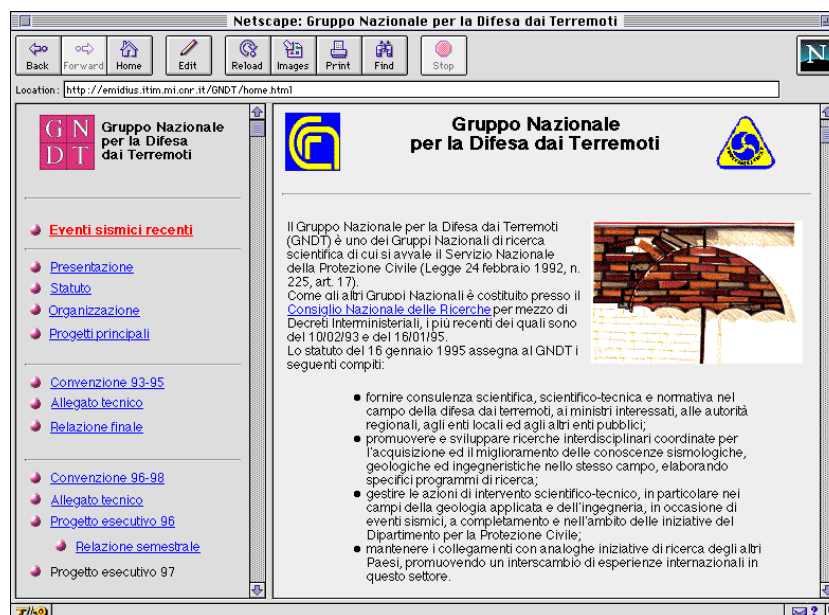 Netscape: Gruppo Nazionale per la Difesa dai Terremoti
Back Forward Home Edit Reload Images Print Find Stop
N
Location: http://emidius.itim.mi.cnr.it/GNDT/home.html
G N
D T
Gruppo Nazionale
per la Difesa
dai Terremoti
Eventi sismici recenti
Presentazione
Statuto
Organizzazione
Progetti principali
Convenzione 93-95
Allegato tecnico
Relazione finale
Convenzione 96-98
Allegato tecnico
Progetto esecutivo 96
Relazione semestrale
Progetto esecutivo 97
Gruppo Nazionale
per la Difesa dai Terremoti
Il Gruppo Nazionale per la Difesa dai Terremoti
(GNDT) è uno dei Gruppi Nazionali di ricerca
scientifica di cui si avvale il Servizio Nazionale
della Protezione Civile (Legge 24 febbraio 1992, n.
225, art. 17).
Come gli altri Gruppi Nazionali è costituito presso il
Consiglio Nazionale delle Ricerche per mezzo di
Decreti Interministeriali, i più recenti dei quali sono
del 10/02/93 e del 16/01/95.
Lo statuto del 16 gennaio 1995 assegna al GNDT i
seguenti compiti:
fornire consulenza scientifica, scientifico-tecnica e normativa nel
campo della difesa dai terremoti, ai ministri interessati, alle autorità
regionali, agli enti locali ed agli altri enti pubblici;
promuovere e sviluppare ricerche interdisciplinari coordinate per
l'acquisizione ed il miglioramento delle conoscenze sismologiche,
geologiche ed ingegneristiche nello stesso campo, elaborando
specifici programmi di ricerca;
gestire le azioni di intervento scientifico-tecnico, in particolare nei
campi della geologia applicata e dell'ingegneria, in occasione di
eventi sismici, a completamento e nell'ambito delle iniziative del
Dipartimento per la Protezione Civile;
mantenere i collegamenti con analoghe iniziative di ricerca degli altri
Paesi, promuovendo un interscambio di esperienze internazionali in
questo settore.